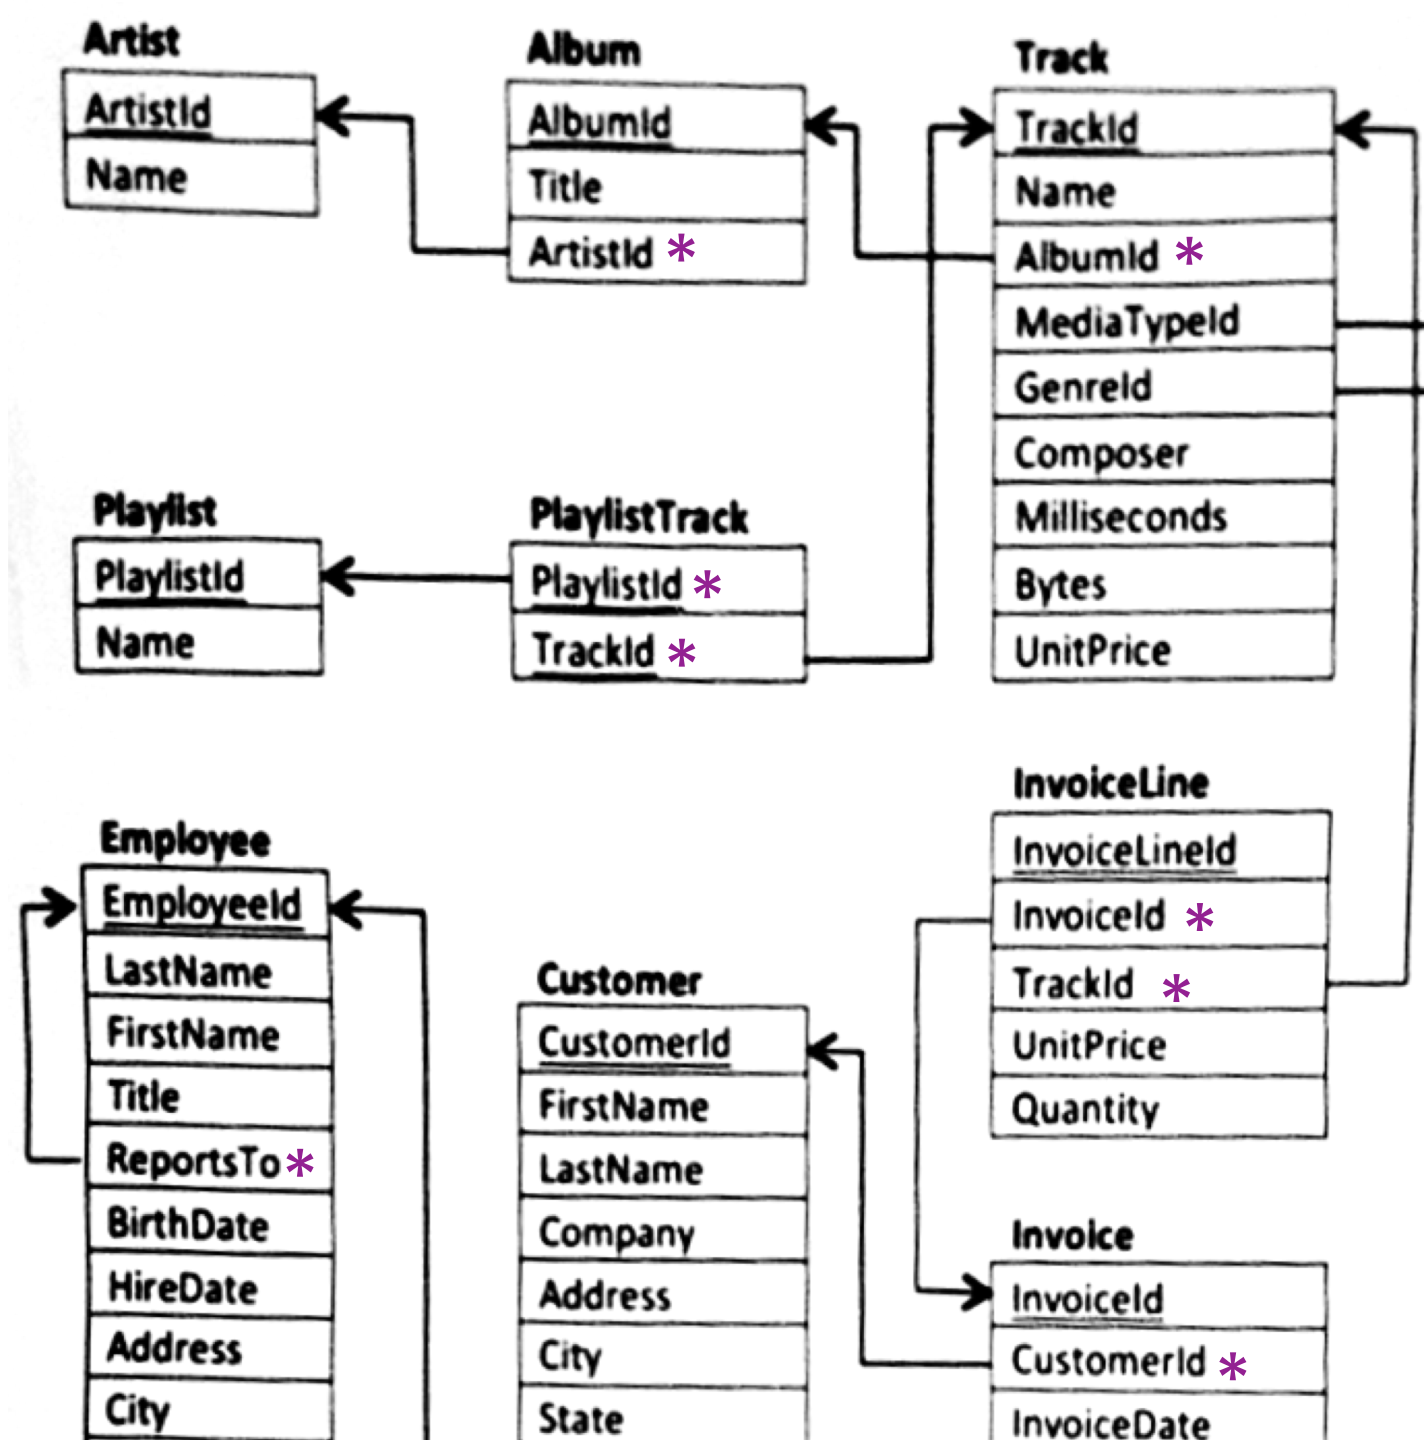 Artist
ArtistId
Name
Album
AlbumId
Title
ArtistId *
Track
TrackId
Name
AlbumId *
MediaTypeId
GenreId
Composer
Milliseconds
Bytes
UnitPrice
Playlist
PlaylistId
Name
PlaylistTrack
PlaylistId *
TrackId *
InvoiceLine
InvoiceLineId
InvoiceId *
TrackId *
UnitPrice
Quantity
Employee
EmployeeId
LastName
FirstName
Title
ReportsTo *
BirthDate
HireDate
Address
City
Customer
CustomerId
FirstName
LastName
Company
Address
City
State
Invoice
InvoiceId
CustomerId *
InvoiceDate